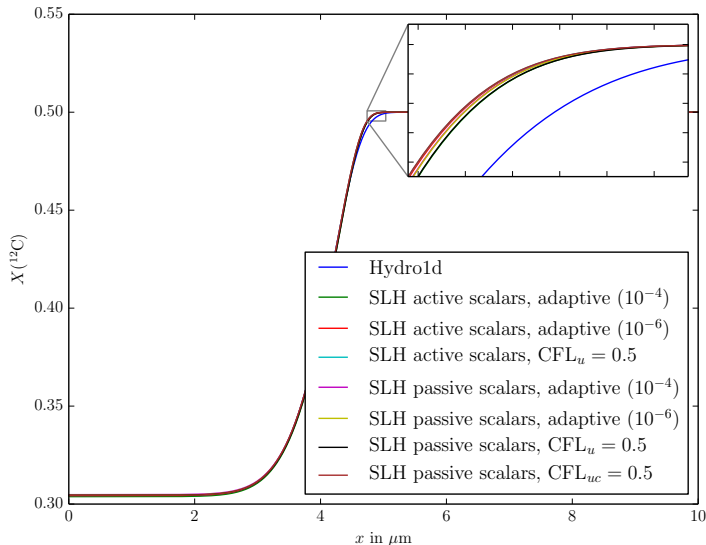 0.55
0.50
0.45
0.40
0.35
0.30
X(¹²C)
0
2
4
6
8
10
x in μm
Hydro1d
SLH active scalars, adaptive (10⁻⁴)
SLH active scalars, adaptive (10⁻⁶)
SLH active scalars, CFLᵤ = 0.5
SLH passive scalars, adaptive (10⁻⁴)
SLH passive scalars, adaptive (10⁻⁶)
SLH passive scalars, CFLᵤ = 0.5
SLH passive scalars, CFL_{uc} = 0.5